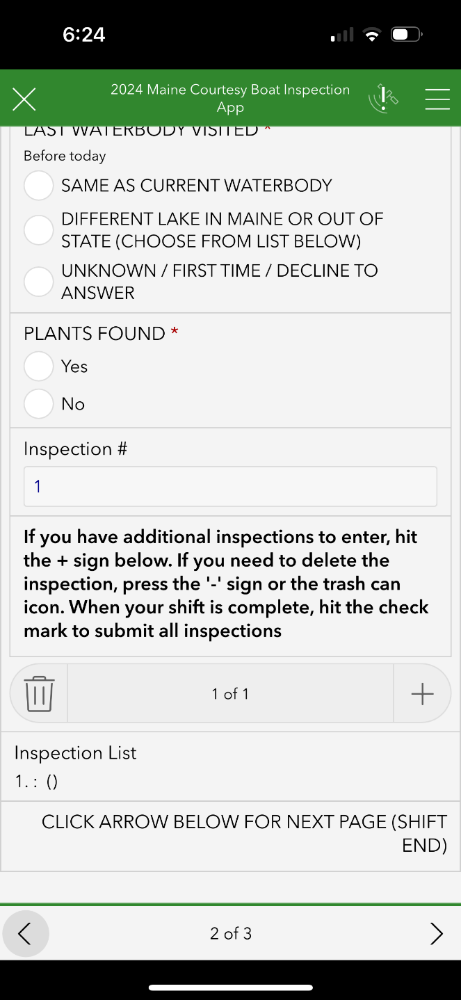 6:24
2024 Maine Courtesy Boat Inspection
App
LAST WATERBODY VISITED *
Before today
SAME AS CURRENT WATERBODY
DIFFERENT LAKE IN MAINE OR OUT OF
STATE (CHOOSE FROM LIST BELOW)
UNKNOWN / FIRST TIME / DECLINE TO
ANSWER
PLANTS FOUND *
Yes
No
Inspection #
1
If you have additional inspections to enter, hit
the + sign below. If you need to delete the
inspection, press the '-' sign or the trash can
icon. When your shift is complete, hit the check
mark to submit all inspections
1 of 1
Inspection List
1. : ()
CLICK ARROW BELOW FOR NEXT PAGE (SHIFT
END)
2 of 3